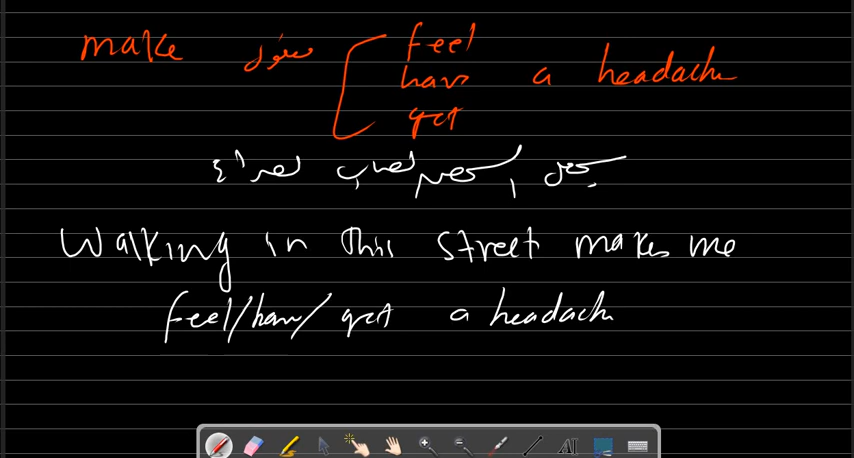 make مفعول feel
have a headache
get
يجعل الشخص يصاب بصداع
Walking in this street makes me
feel/have/ get a headache